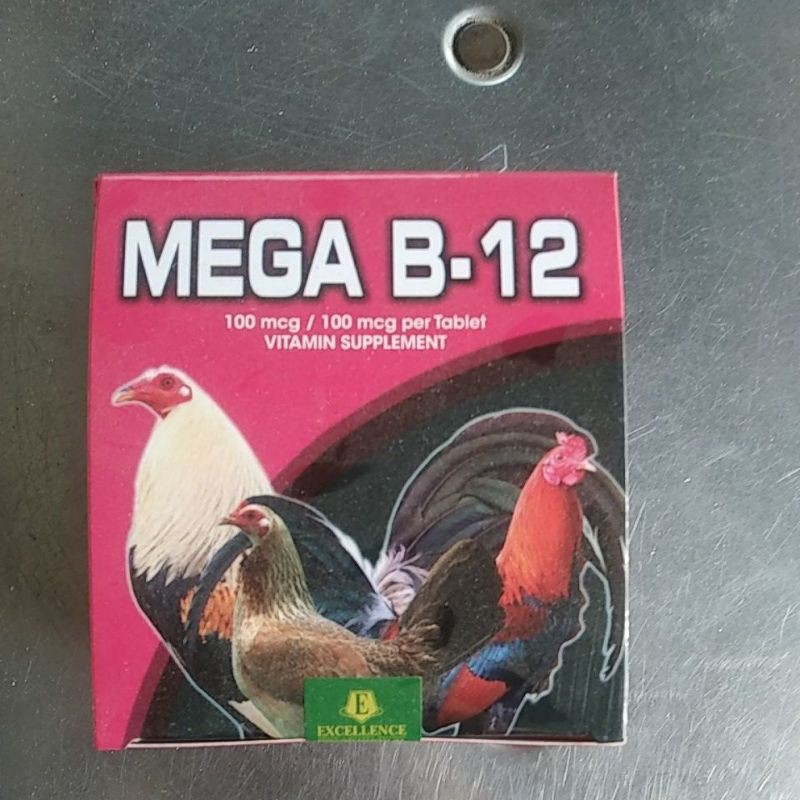 MEGA B-12
100 mcg / 100 mcg per Tablet
VITAMIN SUPPLEMENT
E
EXCELLENCE